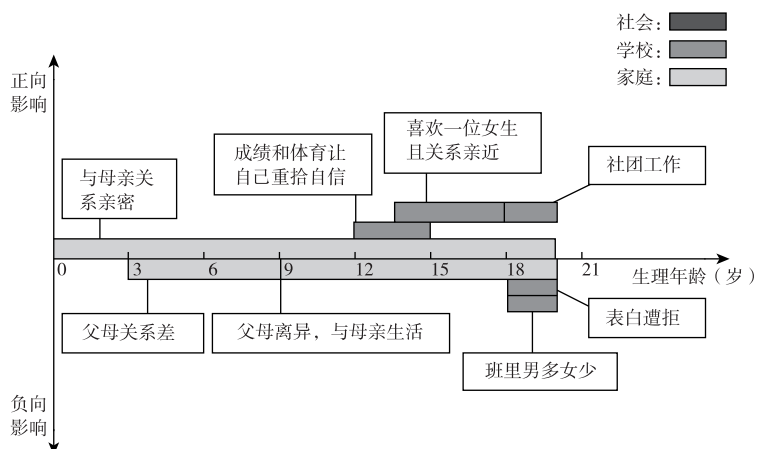 社会：
学校：
家庭：
正向
影响
喜欢一位女生
且关系亲近
成绩和体育让
自己重拾自信
社团工作
与母亲关
系亲密
0 3 6 9 12 15 18 21
生理年龄（岁）
父母关系差
父母离异，与母亲生活
表白遭拒
班里男多女少
负向
影响